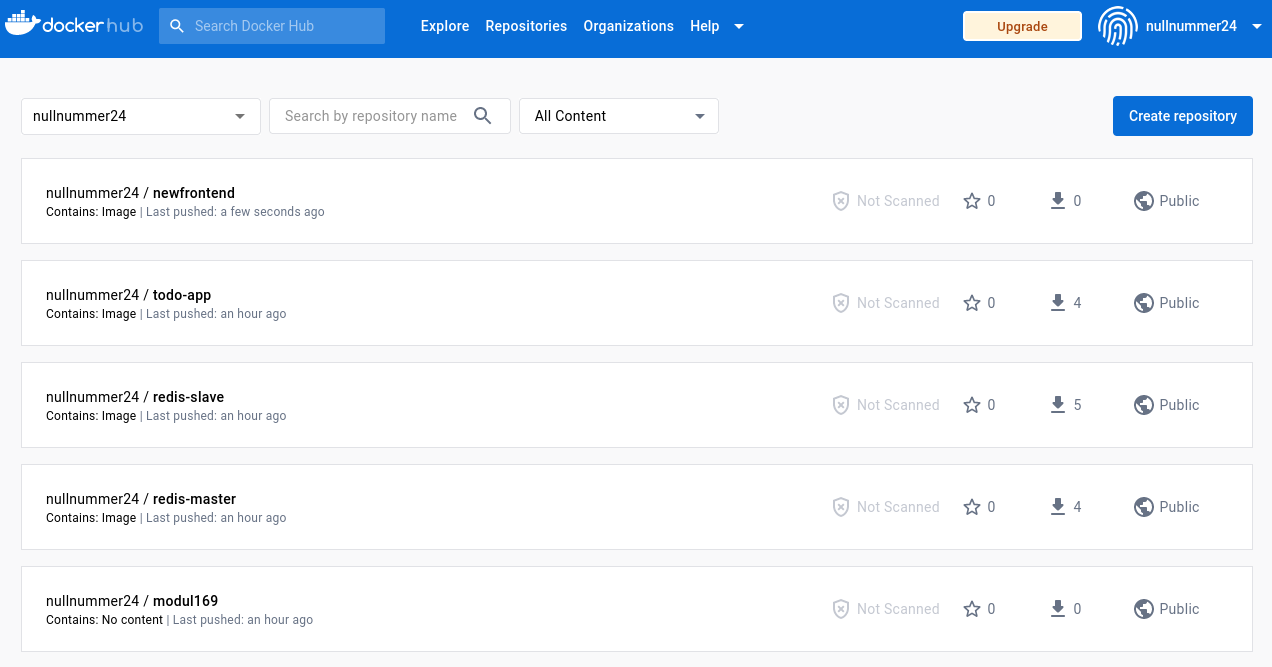 dockerhub
Search Docker Hub
Explore Repositories Organizations Help
Upgrade
nullnummer24
nullnummer24
Search by repository name
All Content
Create repository
nullnummer24 / newfrontend
Contains: Image | Last pushed: a few seconds ago
Not Scanned 0 0 Public
nullnummer24 / todo-app
Contains: Image | Last pushed: an hour ago
Not Scanned 0 4 Public
nullnummer24 / redis-slave
Contains: Image | Last pushed: an hour ago
Not Scanned 0 5 Public
nullnummer24 / redis-master
Contains: Image | Last pushed: an hour ago
Not Scanned 0 4 Public
nullnummer24 / modul169
Contains: No content | Last pushed: an hour ago
Not Scanned 0 0 Public